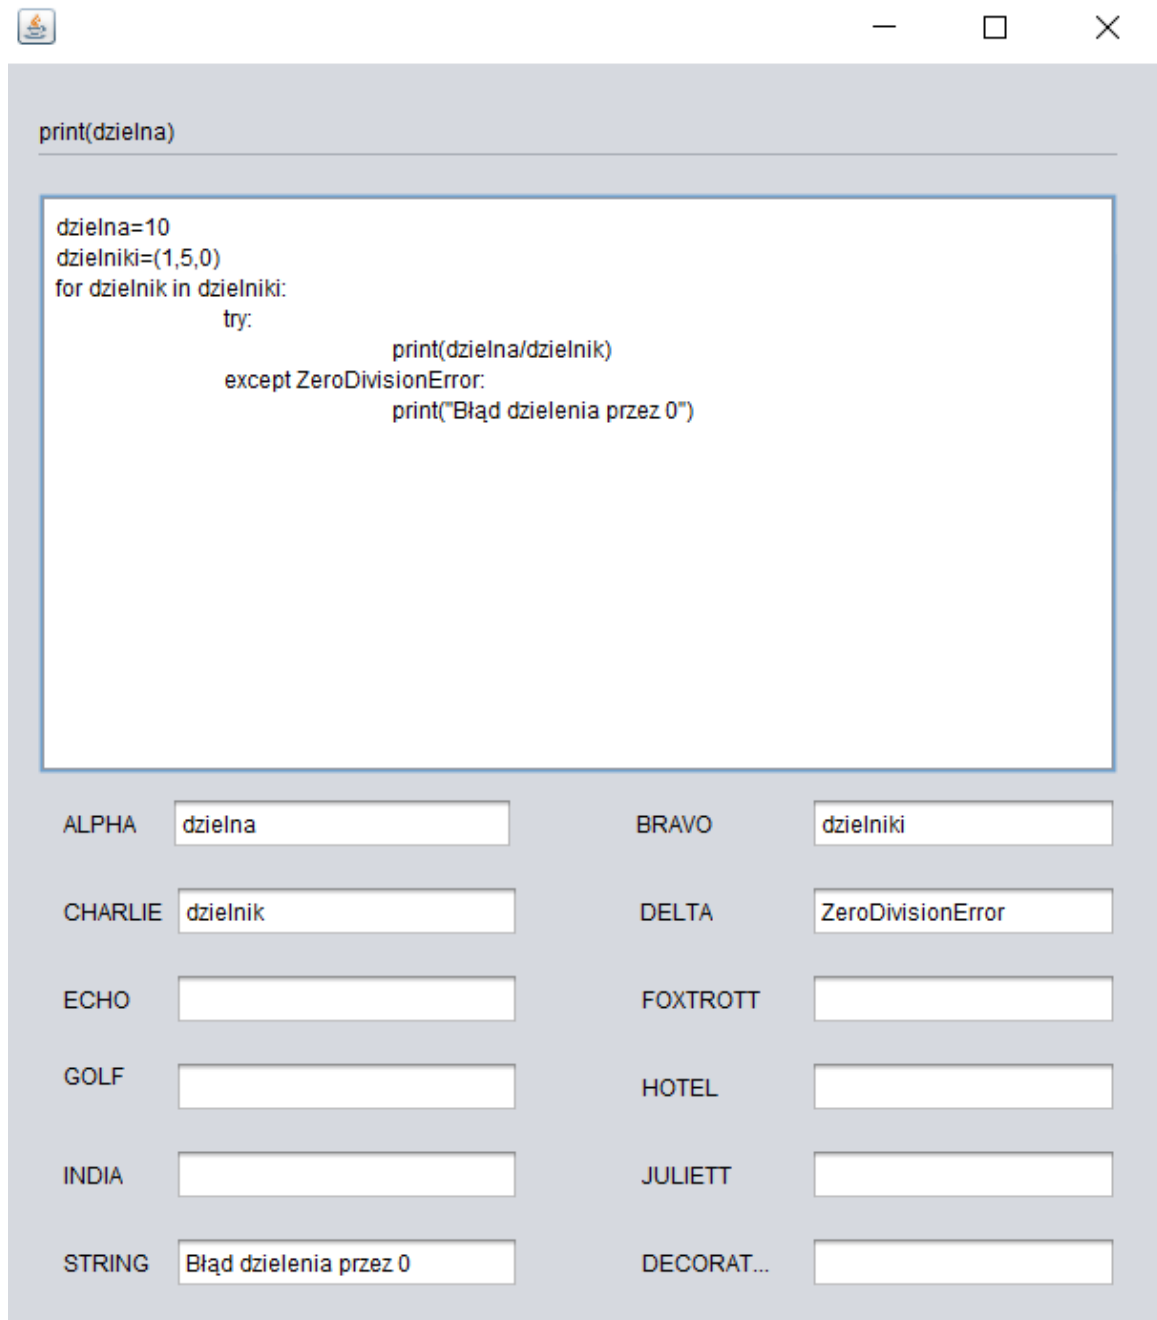 print(dzielna)
dzielna=10
dzielniki=(1,5,0)
for dzielnik in dzielniki:
try:
print(dzielna/dzielnik)
except ZeroDivisionError:
print("Błąd dzielenia przez 0")
ALPHA dzielna BRAVO dzielniki
CHARLIE dzielnik DELTA ZeroDivisionError
ECHO FOXTROTT
GOLF HOTEL
INDIA JULIETT
STRING Błąd dzielenia przez 0 DECORAT...